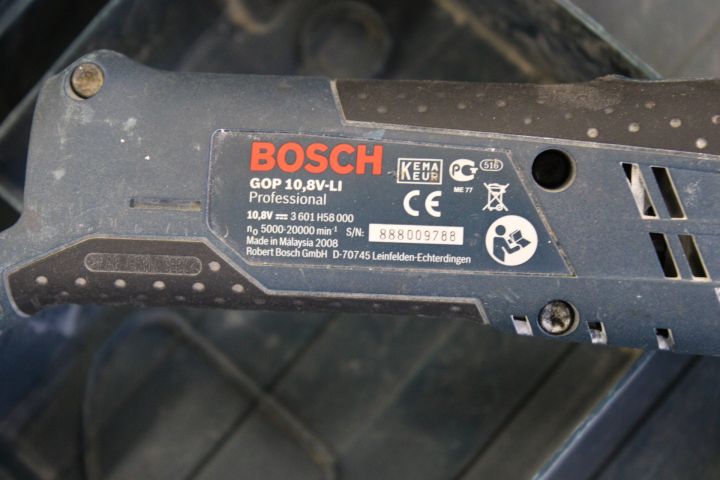 BOSCH
GOP 10,8V-LI
Professional
10,8V ⎓ 3 601 H58 000
n₀ 5000-20000 min⁻¹ S/N: 888009788
Made in Malaysia 2008
Robert Bosch GmbH D-70745 Leinfelden-Echterdingen
KEMA
KEUR
PG
516
ME 77
CE